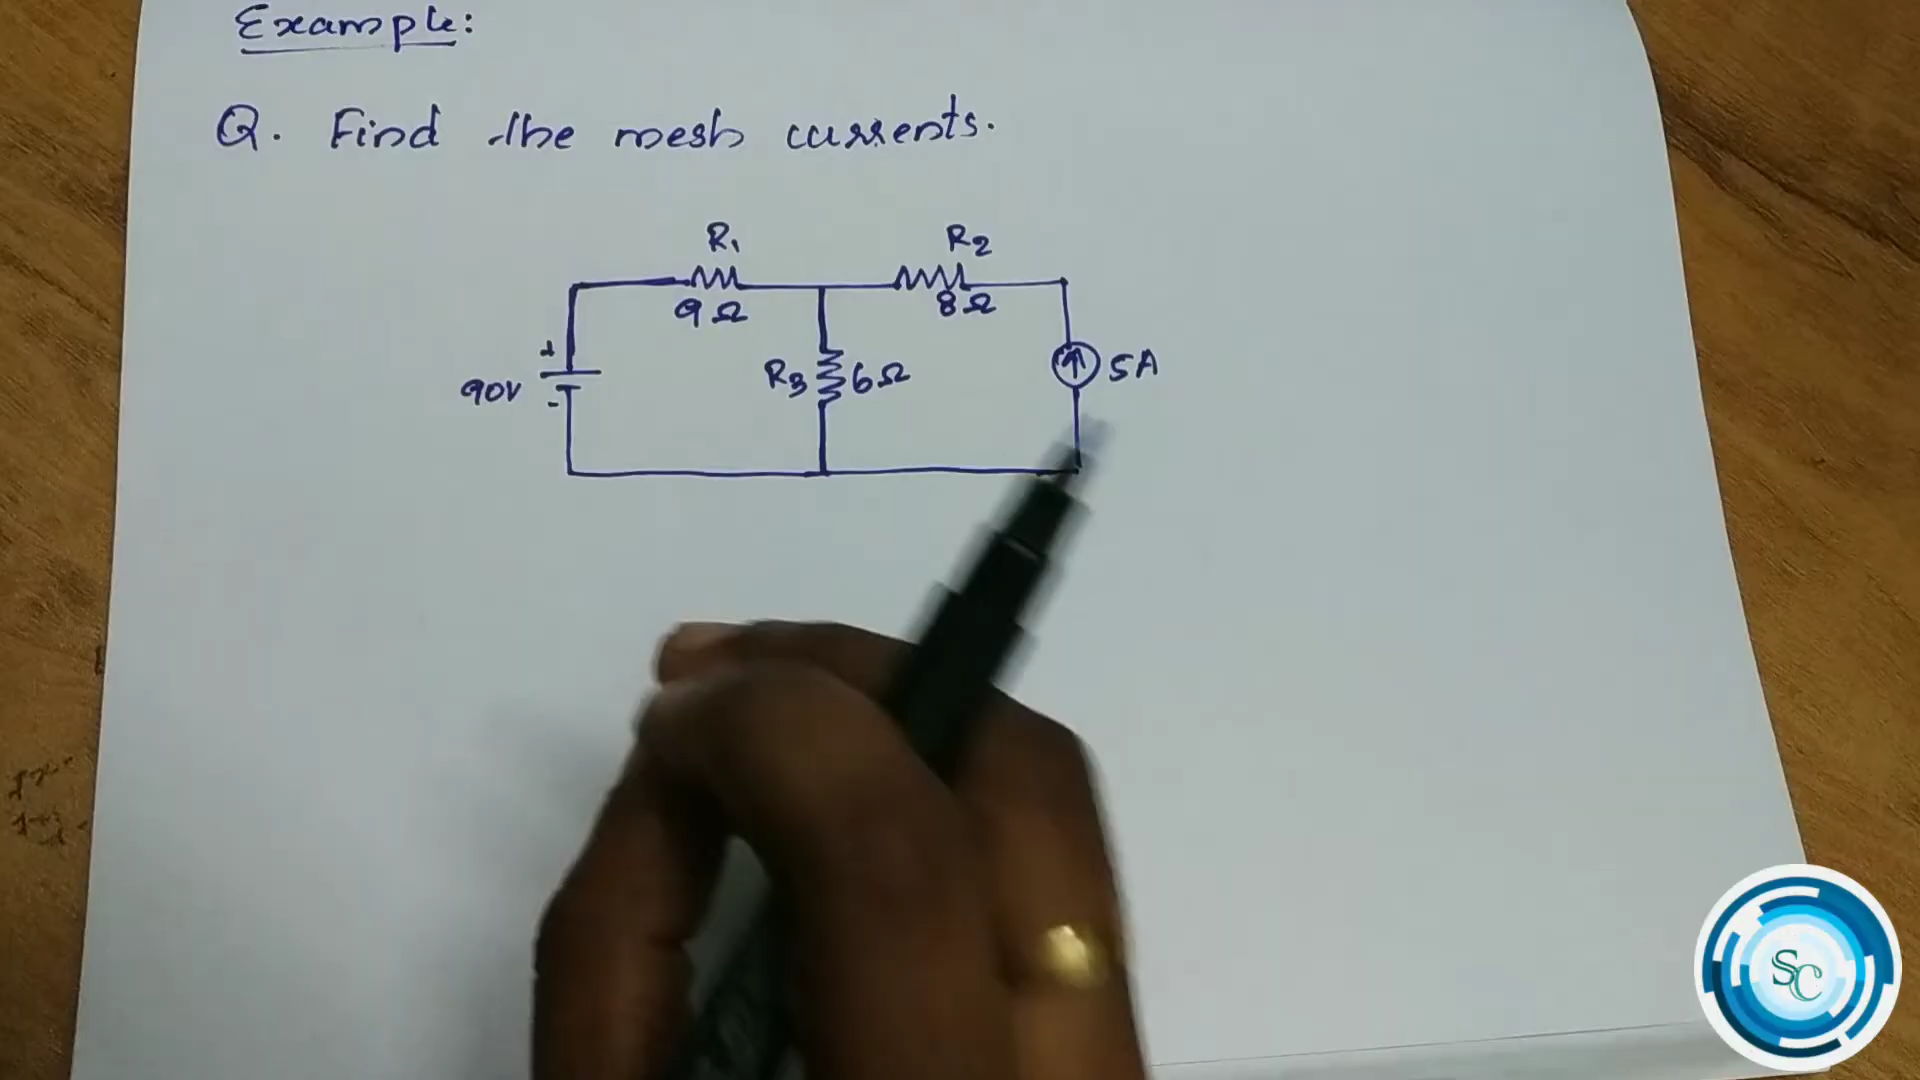 Example:
Q. Find the mesh currents.
R1
R2
9Ω
8Ω
+
90V
-
R3
6Ω
5A
SC